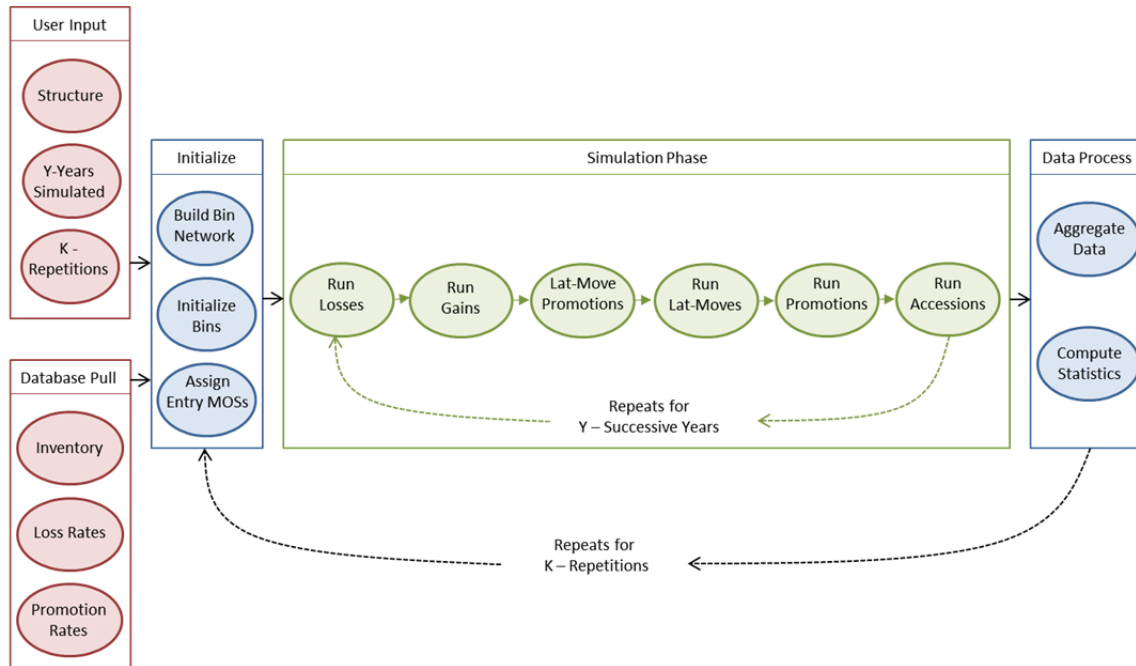 User Input
Structure
Y-Years
Simulated
K -
Repetitions
Database Pull
Inventory
Loss Rates
Promotion
Rates
Initialize
Build Bin
Network
Initialize
Bins
Assign
Entry MOSs
Simulation Phase
Run
Losses
Run
Gains
Lat-Move
Promotions
Run
Lat-Moves
Run
Promotions
Run
Accessions
Repeats for
Y – Successive Years
Data Process
Aggregate
Data
Compute
Statistics
Repeats for
K – Repetitions